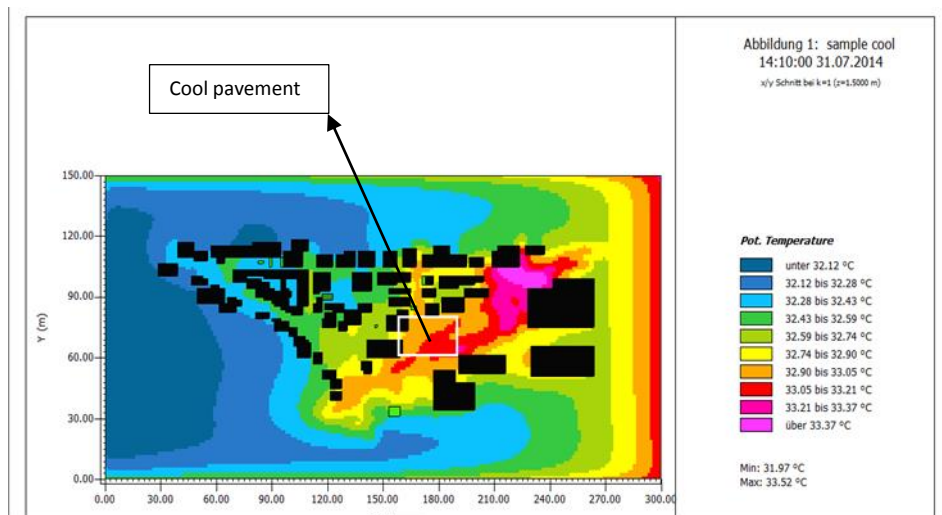 Abbildung 1: sample cool
14:10:00 31.07.2014
x/y Schnitt bei k=1 (z=1.5000 m)
Cool pavement
150.00
120.00
90.00
60.00
30.00
0.00
Y (m)
0.00 30.00 60.00 90.00 120.00 150.00 180.00 210.00 240.00 270.00 300.00
Pot. Temperature
unter 32.12 °C
32.12 bis 32.28 °C
32.28 bis 32.43 °C
32.43 bis 32.59 °C
32.59 bis 32.74 °C
32.74 bis 32.90 °C
32.90 bis 33.05 °C
33.05 bis 33.21 °C
33.21 bis 33.37 °C
über 33.37 °C
Min: 31.97 °C
Max: 33.52 °C